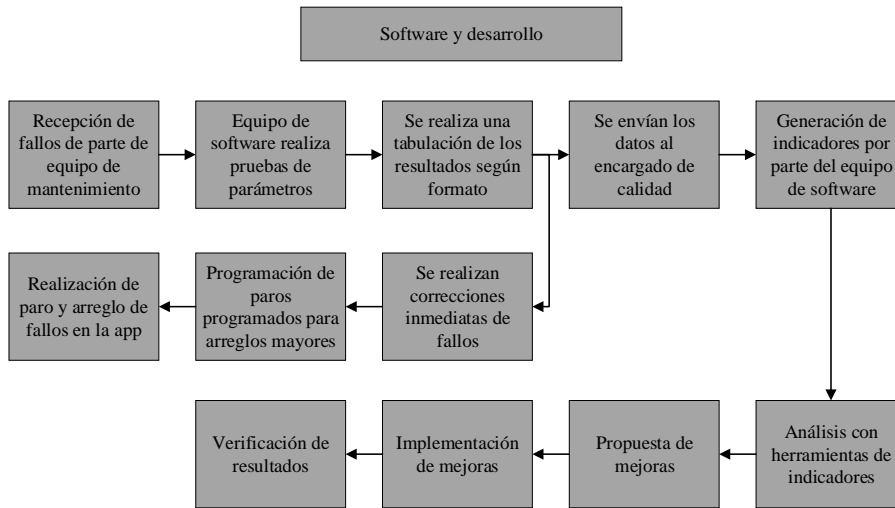 Software y desarrollo
Recepción de
fallos de parte de
equipo de
mantenimiento
Equipo de
software realiza
pruebas de
parámetros
Se realiza una
tabulación de los
resultados según
formato
Se envían los
datos al
encargado de
calidad
Generación de
indicadores por
parte del equipo
de software
Realización de
paro y arreglo de
fallos en la app
Programación de
paros
programados para
arreglos mayores
Se realizan
correcciones
inmediatas de
fallos
Verificación de
resultados
Implementación
de mejoras
Propuesta de
mejoras
Análisis con
herramientas de
indicadores